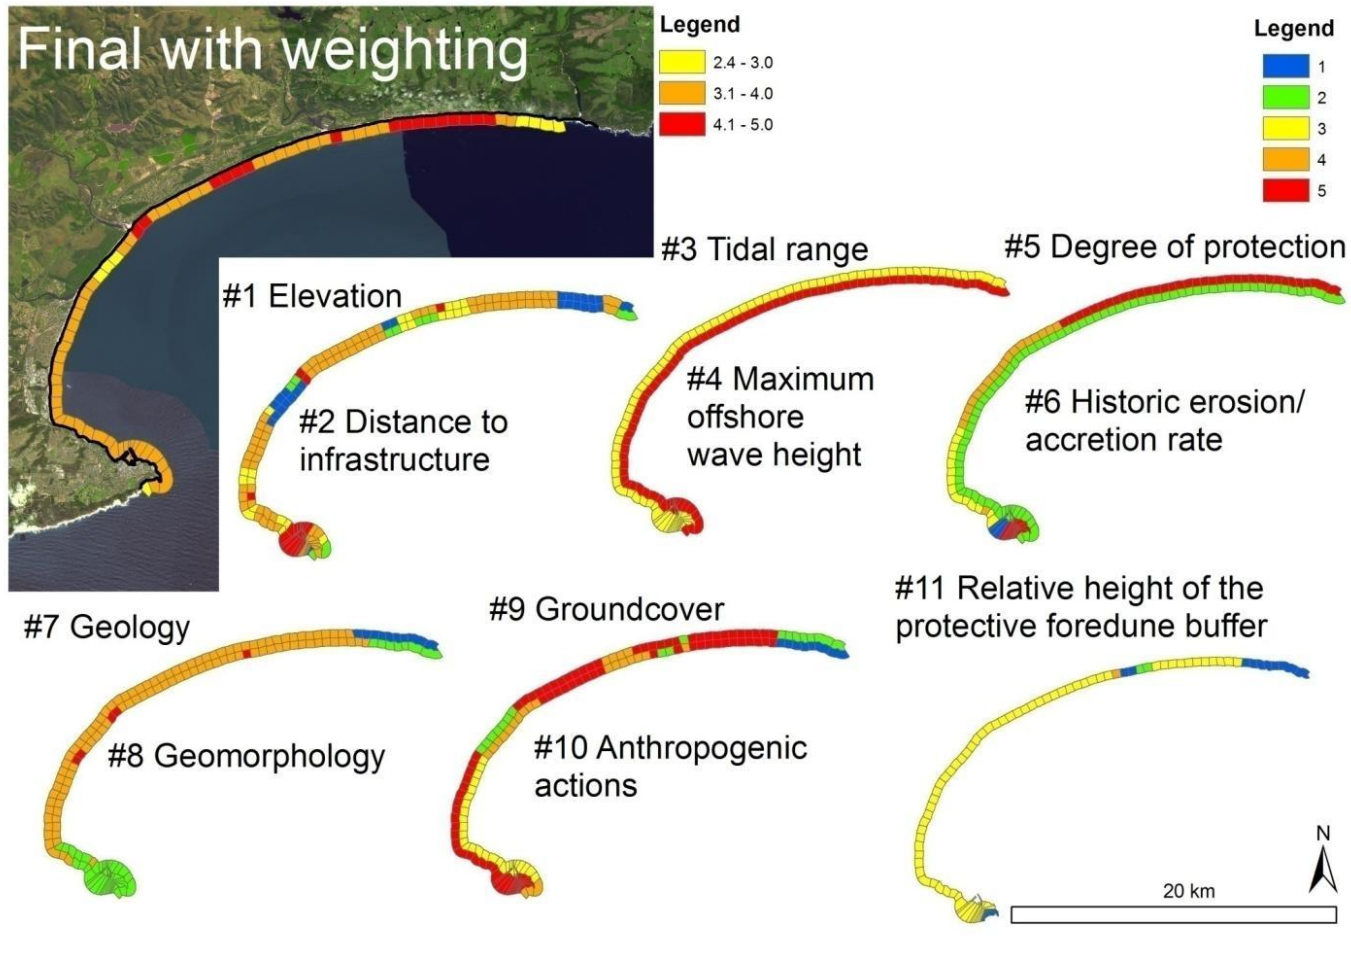 Final with weighting
Legend
2.4 - 3.0
3.1 - 4.0
4.1 - 5.0
Legend
1
2
3
4
5
#1 Elevation
#2 Distance to
infrastructure
#3 Tidal range
#4 Maximum
offshore
wave height
#5 Degree of protection
#6 Historic erosion/
accretion rate
#7 Geology
#8 Geomorphology
#9 Groundcover
#10 Anthropogenic
actions
#11 Relative height of the
protective foredune buffer
N
20 km